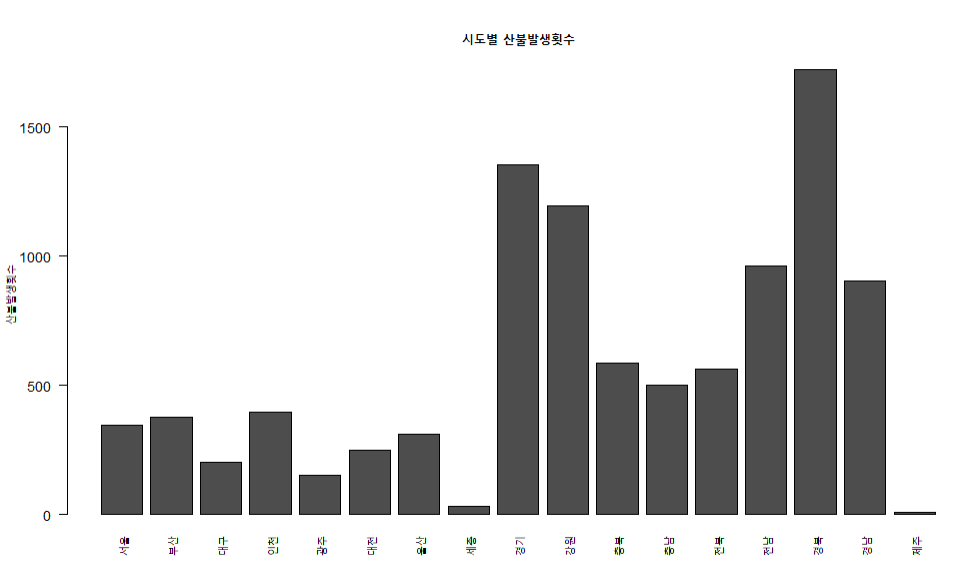 시도별 산불발생횟수
산불발생횟수
1500
1000
500
0
서울
부산
대구
인천
광주
대전
울산
세종
경기
강원
충북
충남
전북
전남
경북
경남
제주